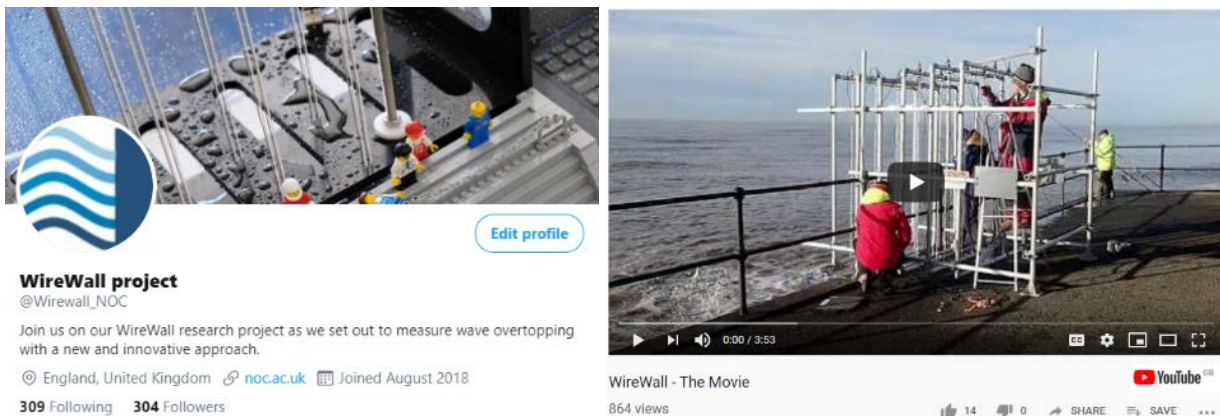 Edit profile
WireWall project
@Wirewall_NOC
Join us on our WireWall research project as we set out to measure wave overtopping
with a new and innovative approach.
England, United Kingdom noc.ac.uk Joined August 2018
309 Following 304 Followers
0:00 / 3:53
CC
WireWall - The Movie
YouTube GB
864 views
14 0 SHARE SAVE